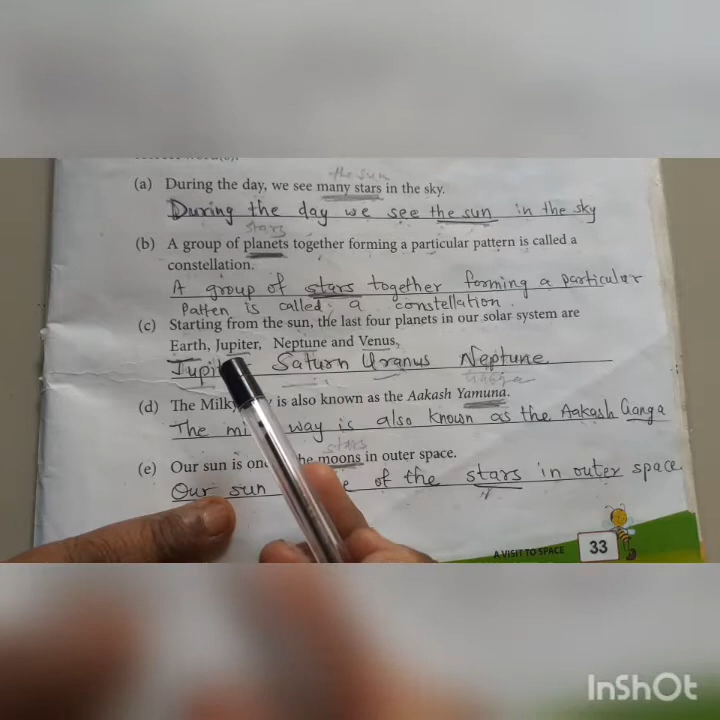 the sun
(a) During the day, we see many stars in the sky.
During the day we see the sun in the sky
stars
(b) A group of planets together forming a particular pattern is called a
constellation.
A group of stars together forming a particular
Patten is called a constellation.
(c) Starting from the sun, the last four planets in our solar system are
Earth, Jupiter, Neptune and Venus,
Saturn Uranus Neptune
(d) The Milky is also known as the Aakash Yamuna.
The way is also known as the Aakash Ganga
stars
(e) Our sun is moons in outer space.
Our sun of the stars in outer space.
A VISIT TO SPACE 33
InShOt